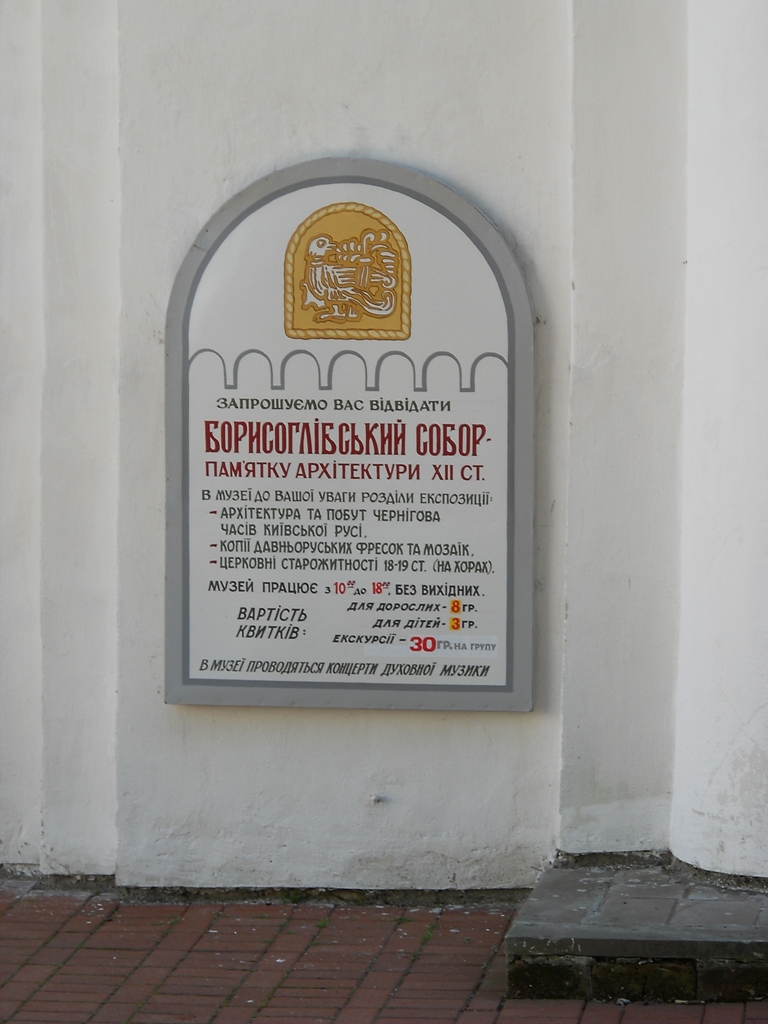 ЗАПРОШУЄМО ВАС ВІДВІДАТИ
БОРИСОГЛІБСЬКИЙ СОБОР-
ПАМ'ЯТКУ АРХІТЕКТУРИ XII СТ.
В МУЗЕЇ ДО ВАШОЇ УВАГИ РОЗДІЛИ ЕКСПОЗИЦІЇ:
- АРХІТЕКТУРА ТА ПОБУТ ЧЕРНІГОВА
ЧАСІВ КИЇВСЬКОЇ РУСІ,
- КОПІЇ ДАВНЬОРУСЬКИХ ФРЕСОК ТА МОЗАЇК,
- ЦЕРКОВНІ СТАРОЖИТНОСТІ 18-19 СТ. (НА ХОРАХ).
МУЗЕЙ ПРАЦЮЄ З 10⁰⁰ ДО 18⁰⁰, БЕЗ ВИХІДНИХ.
ВАРТІСТЬ
КВИТКІВ:
ДЛЯ ДОРОСЛИХ - 8 ГР.
ДЛЯ ДІТЕЙ - 3 ГР.
ЕКСКУРСІЇ – 30 ГР. НА ГРУПУ
В МУЗЕЇ ПРОВОДЯТЬСЯ КОНЦЕРТИ ДУХОВНОЇ МУЗИКИ